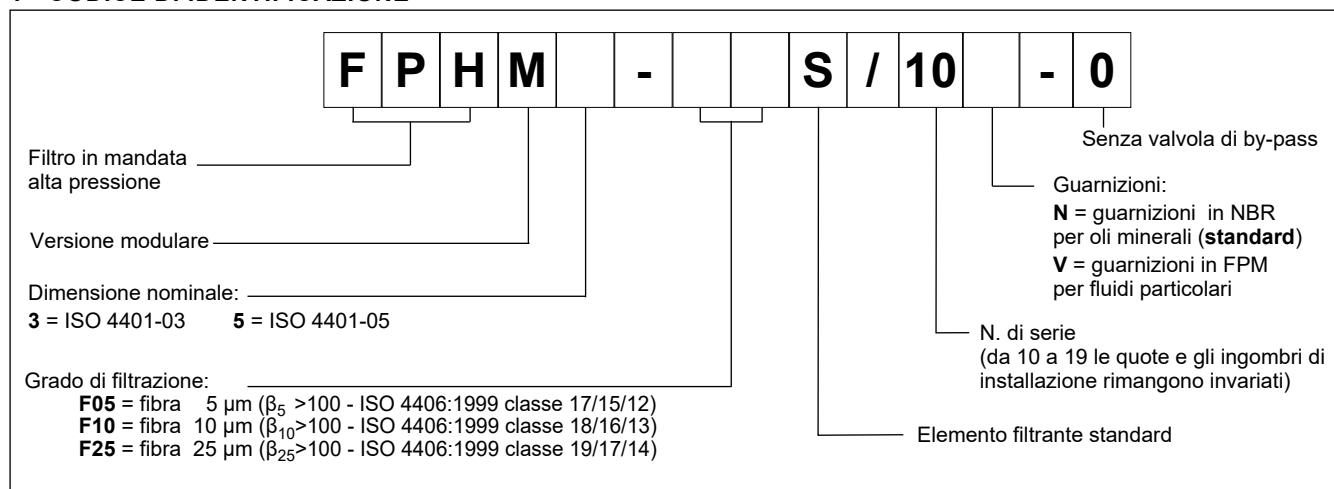 F P H M - S / 10 - 0
Senza valvola di by-pass
Filtro in mandata
alta pressione
Guarnizioni:
N = guarnizioni in NBR
per oli minerali (standard)
V = guarnizioni in FPM
per fluidi particolari
Versione modulare
Dimensione nominale:
3 = ISO 4401-03 5 = ISO 4401-05
N. di serie
(da 10 a 19 le quote e gli ingombri di
installazione rimangono invariati)
Grado di filtrazione:
F05 = fibra 5 µm (β5 >100 - ISO 4406:1999 classe 17/15/12)
F10 = fibra 10 µm (β10>100 - ISO 4406:1999 classe 18/16/13)
F25 = fibra 25 µm (β25>100 - ISO 4406:1999 classe 19/17/14)
Elemento filtrante standard